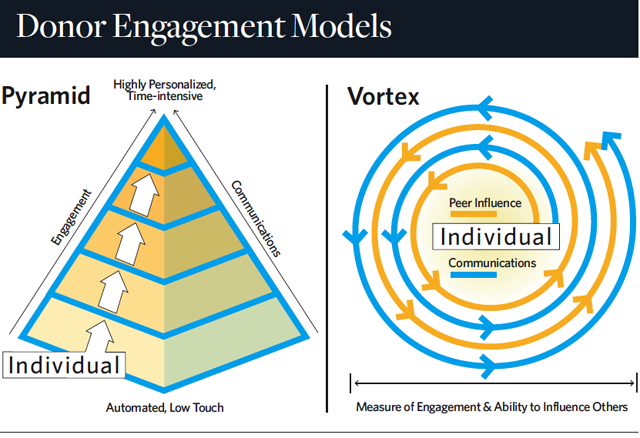 Donor Engagement Models
Pyramid
Highly Personalized,
Time-intensive
Engagement
Communications
Individual
Automated, Low Touch
Vortex
Peer Influence
Individual
Communications
Measure of Engagement & Ability to Influence Others